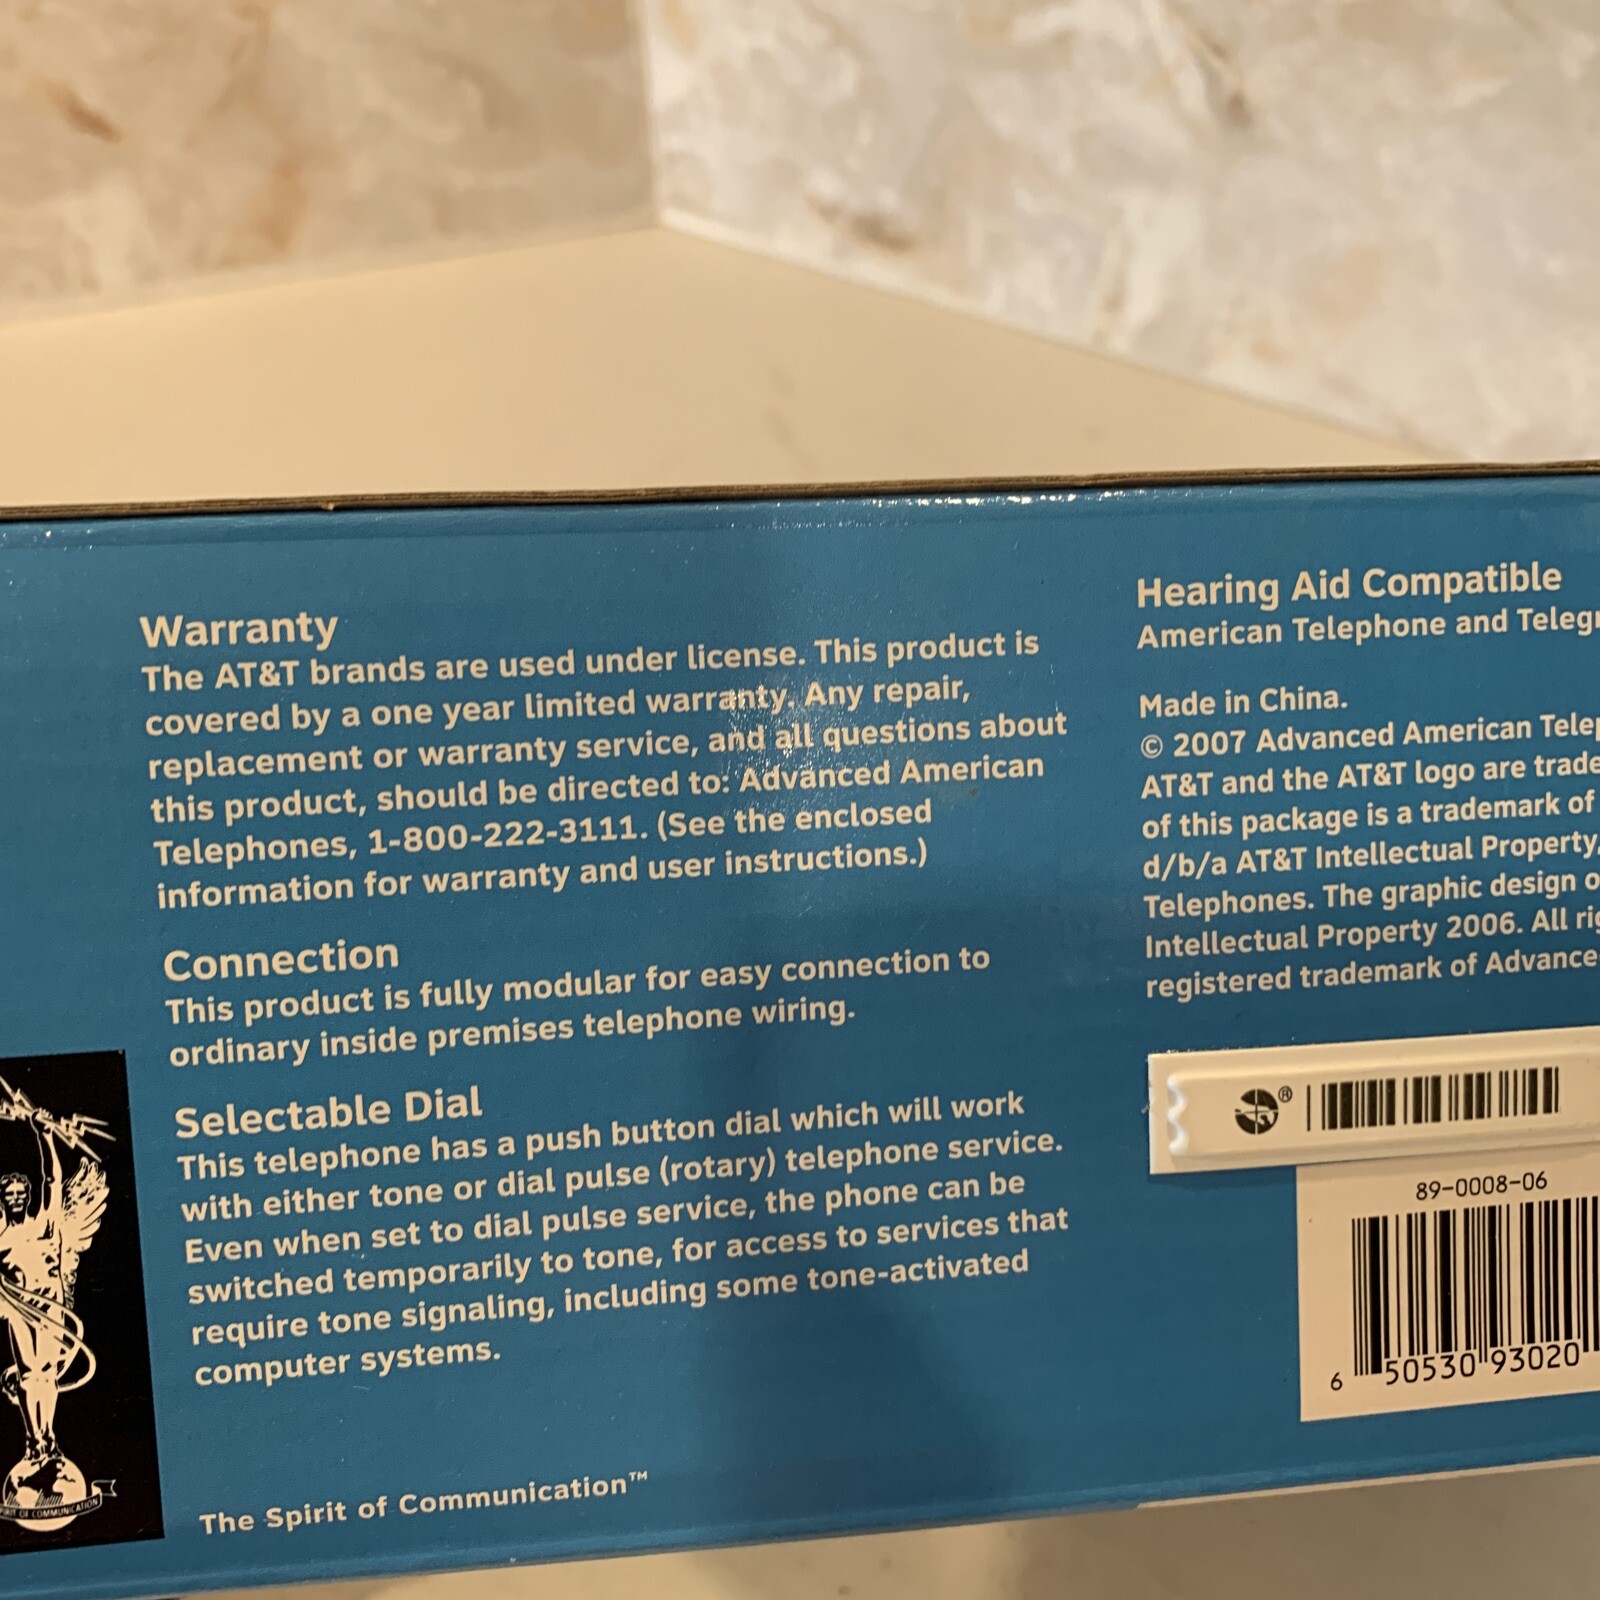 Warranty
The AT&T brands are used under license. This product is
covered by a one year limited warranty. Any repair,
replacement or warranty service, and all questions about
this product, should be directed to: Advanced American
Telephones, 1-800-222-3111. (See the enclosed
information for warranty and user instructions.)
Connection
This product is fully modular for easy connection to
ordinary inside premises telephone wiring.
Selectable Dial
This telephone has a push button dial which will work
with either tone or dial pulse (rotary) telephone service.
Even when set to dial pulse service, the phone can be
switched temporarily to tone, for access to services that
require tone signaling, including some tone-activated
computer systems.
The Spirit of Communication™
OF COMMUNICATION
Hearing Aid Compatible
American Telephone and Telegr
Made in China.
© 2007 Advanced American Telep
AT&T and the AT&T logo are trade
of this package is a trademark of
d/b/a AT&T Intellectual Property,
Telephones. The graphic design o
Intellectual Property 2006. All rig
registered trademark of Advance
®
89-0008-06
6 50530 93020